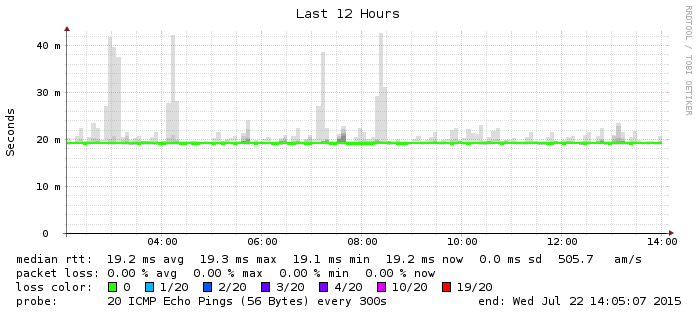 Last 12 Hours
RRDTOOL / TOBI OETIKER
Seconds
40 m
30 m
20 m
10 m
0
04:00 06:00 08:00 10:00 12:00 14:00
median rtt: 19.2 ms avg 19.3 ms max 19.1 ms min 19.2 ms now 0.0 ms sd 505.7 am/s
packet loss: 0.00 % avg 0.00 % max 0.00 % min 0.00 % now
loss color: 0 1/20 2/20 3/20 4/20 10/20 19/20
probe: 20 ICMP Echo Pings (56 Bytes) every 300s end: Wed Jul 22 14:05:07 2015